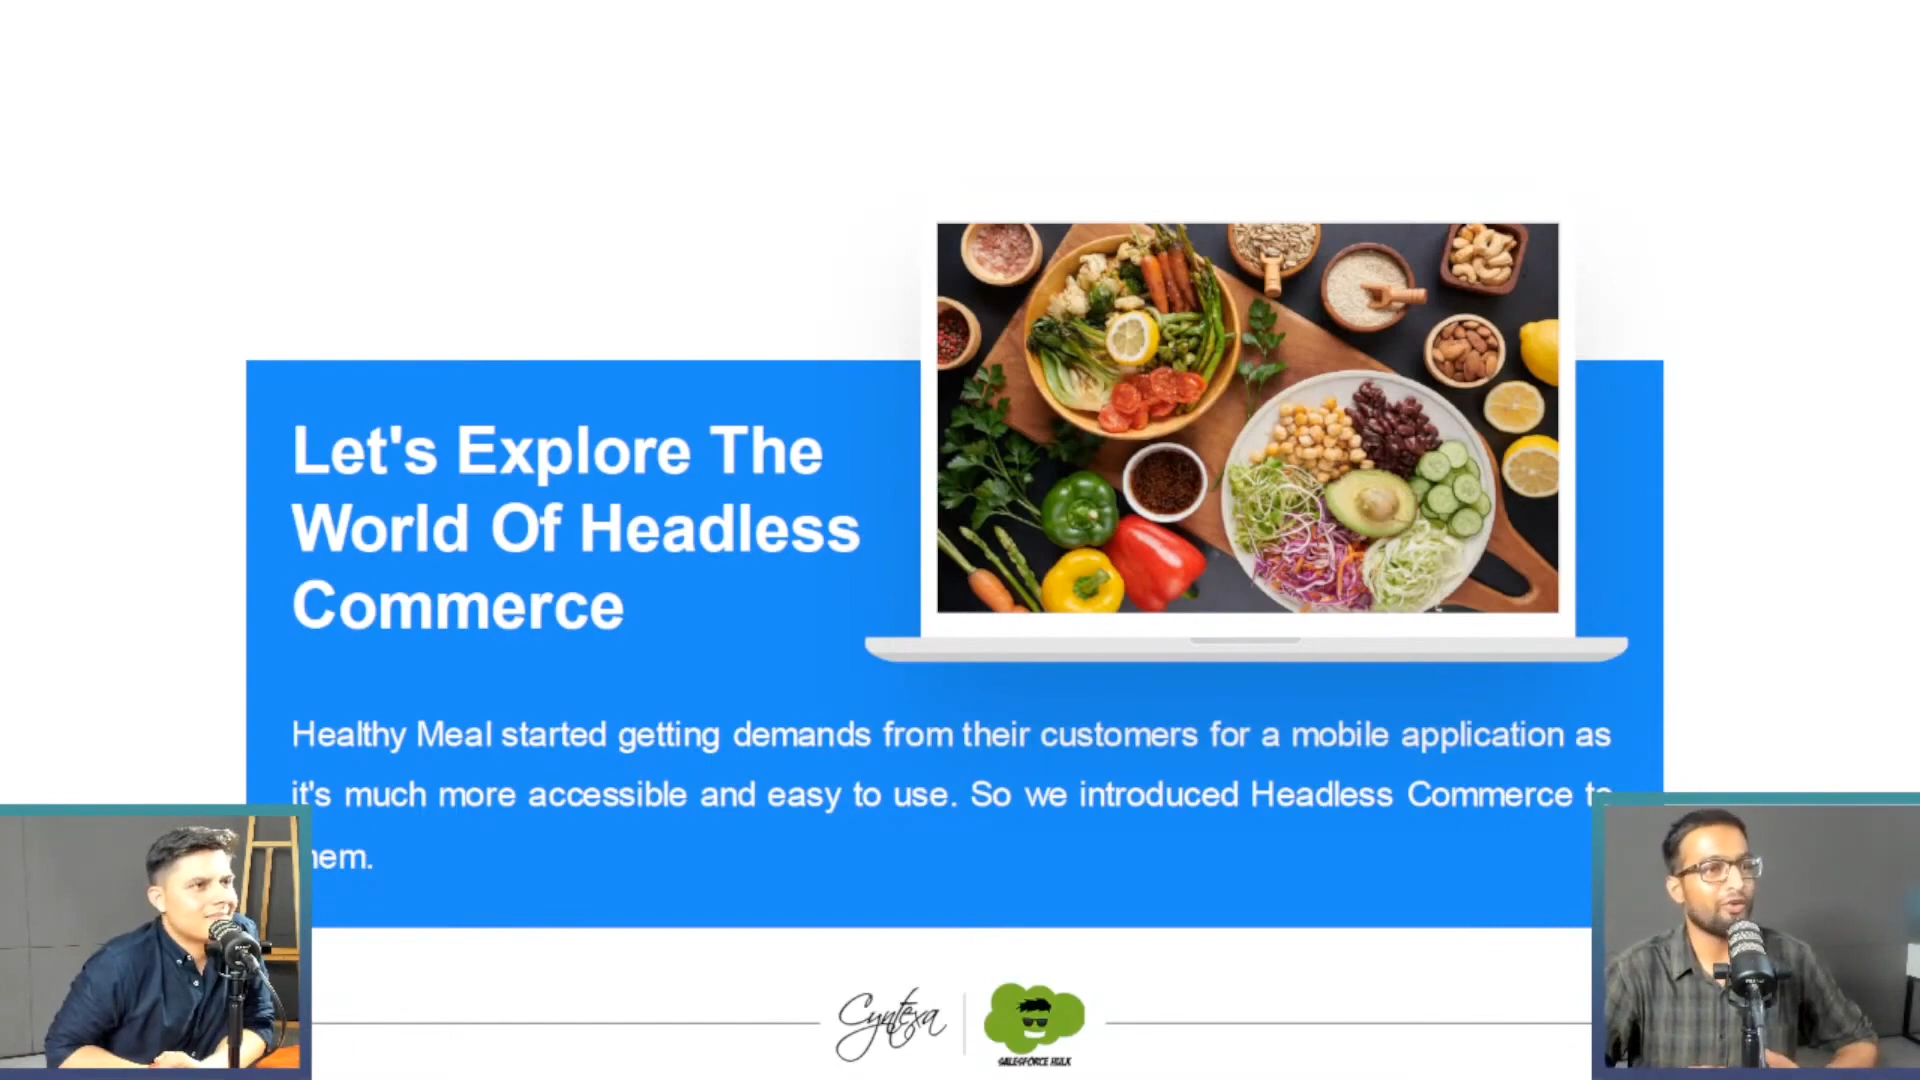 Let's Explore The
World Of Headless
Commerce
Healthy Meal started getting demands from their customers for a mobile application as
it's much more accessible and easy to use. So we introduced Headless Commerce to
hem.
Cyntexa
SALESFORCE HULK